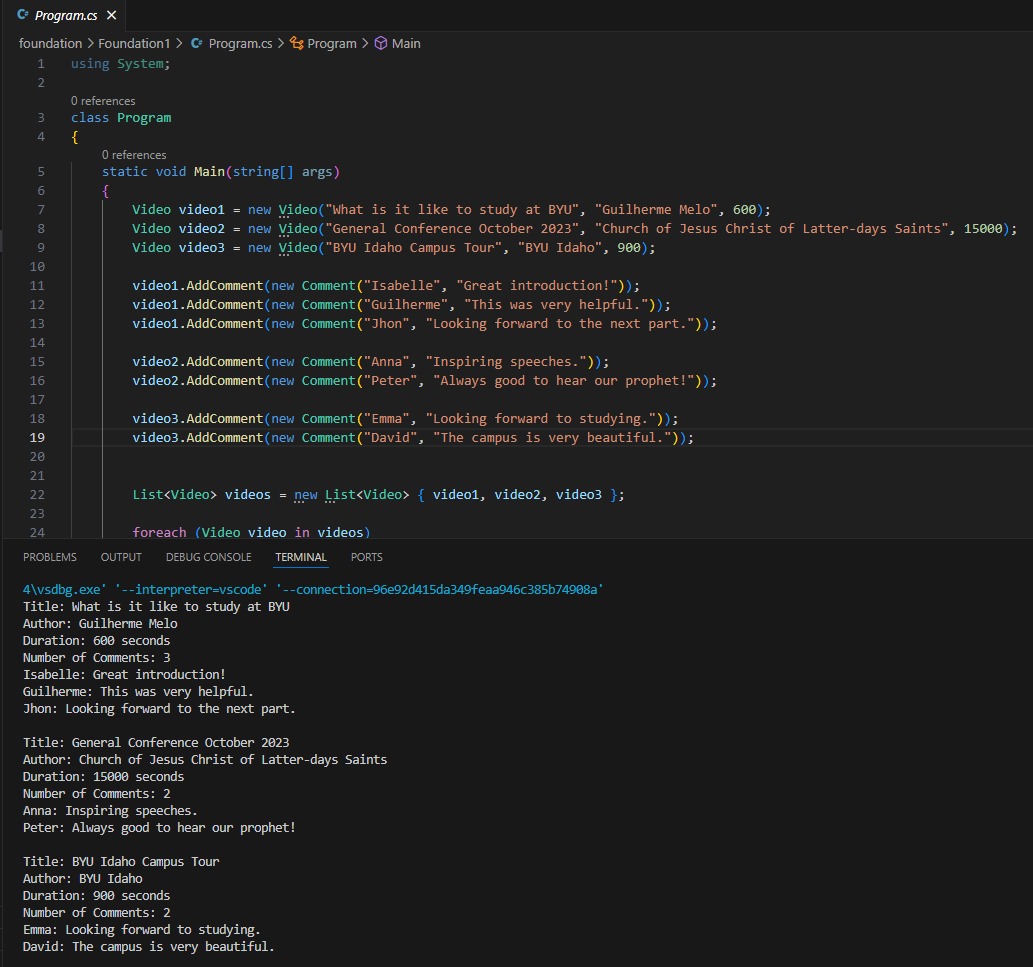 Program.cs
foundation > Foundation1 > Program.cs > Program > Main
1 using System;
2
0 references
3 class Program
4 {
0 references
5 static void Main(string[] args)
6 {
7 Video video1 = new Video("What is it like to study at BYU", "Guilherme Melo", 600);
8 Video video2 = new Video("General Conference October 2023", "Church of Jesus Christ of Latter-days Saints", 15000);
9 Video video3 = new Video("BYU Idaho Campus Tour", "BYU Idaho", 900);
10
11 video1.AddComment(new Comment("Isabelle", "Great introduction!"));
12 video1.AddComment(new Comment("Guilherme", "This was very helpful."));
13 video1.AddComment(new Comment("Jhon", "Looking forward to the next part."));
14
15 video2.AddComment(new Comment("Anna", "Inspiring speeches."));
16 video2.AddComment(new Comment("Peter", "Always good to hear our prophet!"));
17
18 video3.AddComment(new Comment("Emma", "Looking forward to studying."));
19 video3.AddComment(new Comment("David", "The campus is very beautiful."));
20
21
22 List<Video> videos = new List<Video> { video1, video2, video3 };
23
24 foreach (Video video in videos)
PROBLEMS OUTPUT DEBUG CONSOLE TERMINAL PORTS
4\vsdbg.exe' '--interpreter=vscode' '--connection=96e92d415da349feaa946c385b74908a'
Title: What is it like to study at BYU
Author: Guilherme Melo
Duration: 600 seconds
Number of Comments: 3
Isabelle: Great introduction!
Guilherme: This was very helpful.
Jhon: Looking forward to the next part.

Title: General Conference October 2023
Author: Church of Jesus Christ of Latter-days Saints
Duration: 15000 seconds
Number of Comments: 2
Anna: Inspiring speeches.
Peter: Always good to hear our prophet!

Title: BYU Idaho Campus Tour
Author: BYU Idaho
Duration: 900 seconds
Number of Comments: 2
Emma: Looking forward to studying.
David: The campus is very beautiful.